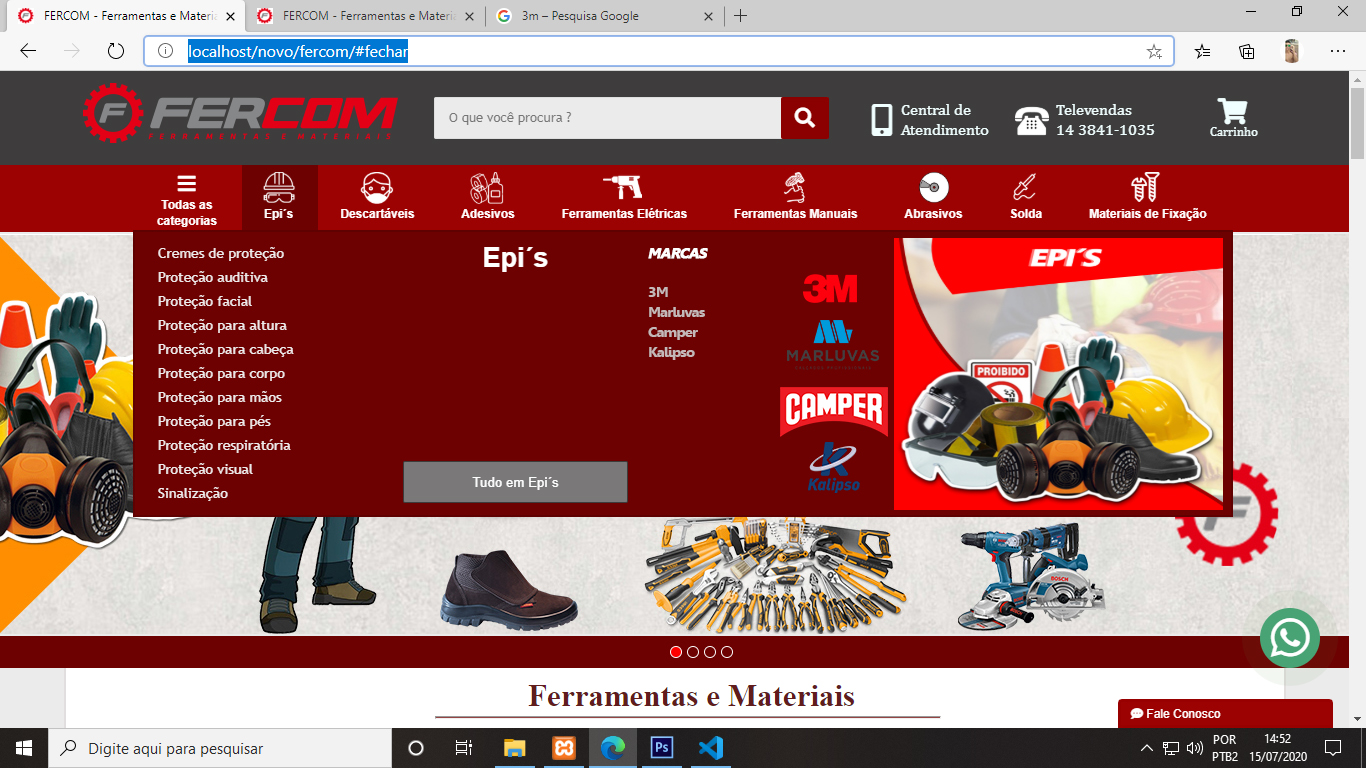 FERCOM - Ferramentas e Materia
FERCOM - Ferramentas e Materia
3m – Pesquisa Google
localhost/novo/fercom/#fechar
F FERCOM
FERRAMENTAS E MATERIAIS
O que você procura ?
Central de
Atendimento
Televendas
14 3841-1035
Carrinho
Todas as
categorias
Epi´s
Descartáveis
Adesivos
Ferramentas Elétricas
Ferramentas Manuais
Abrasivos
Solda
Materiais de Fixação
Cremes de proteção
Proteção auditiva
Proteção facial
Proteção para altura
Proteção para cabeça
Proteção para corpo
Proteção para mãos
Proteção para pés
Proteção respiratória
Proteção visual
Sinalização
Epi´s
Tudo em Epi´s
MARCAS
3M
Marluvas
Camper
Kalipso
3M
MARLUVAS
CAMPER
Kalipso
EPI´S
PROIBIDO
F
BOSCH
Ferramentas e Materiais
Fale Conosco
Digite aqui para pesquisar
Ps
POR
PTB2
14:52
15/07/2020